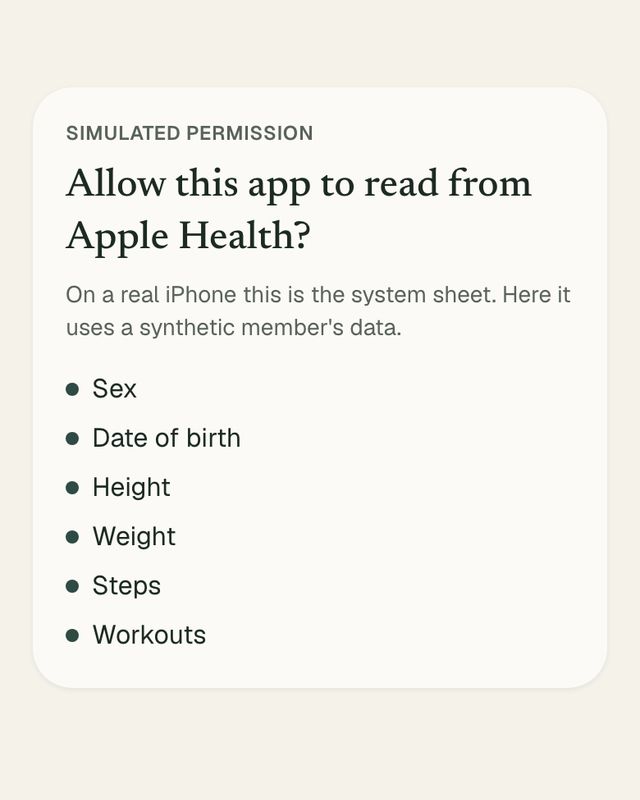 SIMULATED PERMISSION
Allow this app to read from
Apple Health?
On a real iPhone this is the system sheet. Here it
uses a synthetic member's data.
Sex
Date of birth
Height
Weight
Steps
Workouts